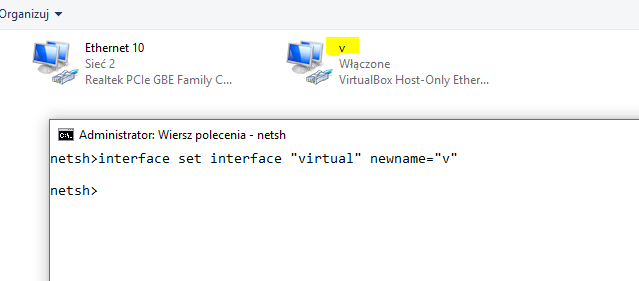 Organizuj
Ethernet 10
Sieć 2
Realtek PCIe GBE Family C...
v
Włączone
VirtualBox Host-Only Ether...
C:\.
Administrator: Wiersz polecenia - netsh
netsh>interface set interface "virtual" newname="v"
netsh>